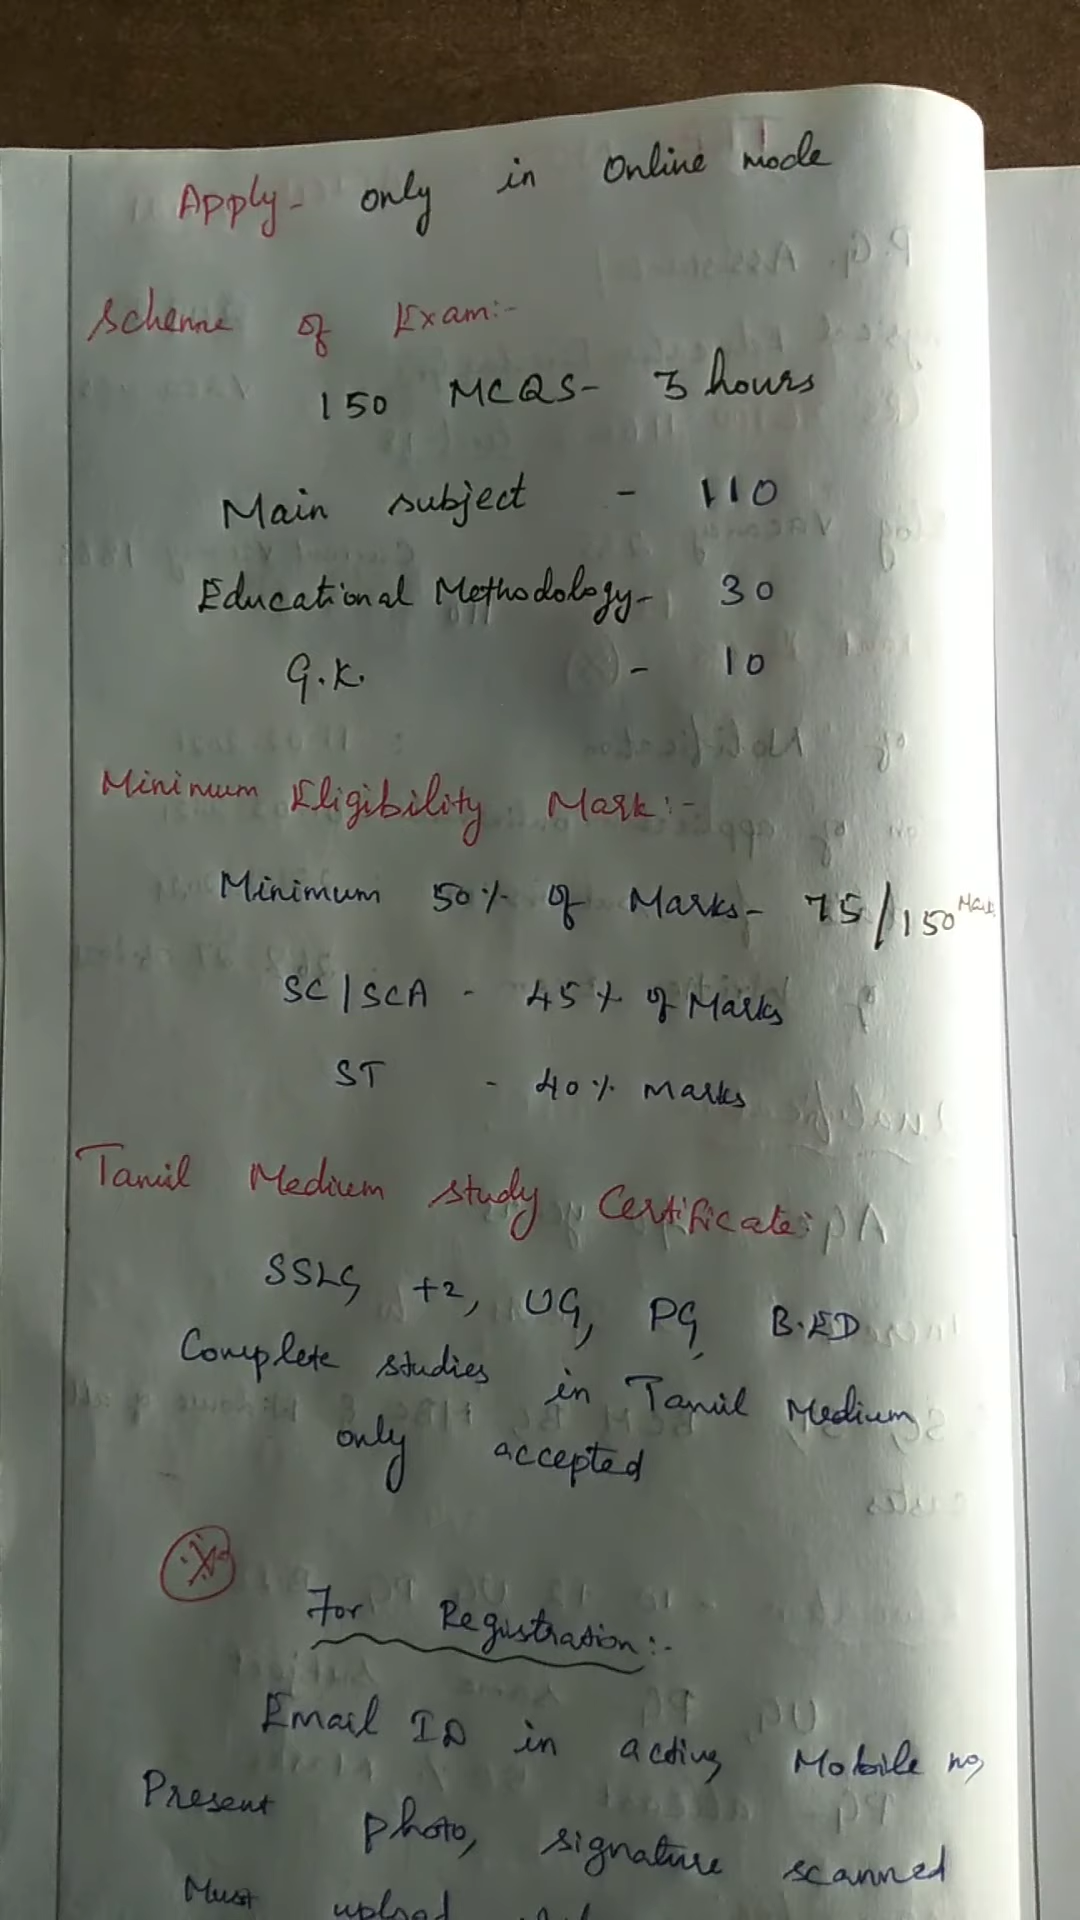 Apply- only in Online mode
Scheme of Exam:-
150 MCQS- 3 hours
Main subject - 110
Educational Methodology- 30
G.K. - 10
Minimum Eligibility Mark:-
Minimum 50% of Marks- 75/150 Mark
SC/SCA - 45% of Marks
ST - 40% Marks
Tamil Medium study Certificate:
SSLC, +2, UG, PG, B.ED
Complete studies in Tamil Medium
only accepted
For Registration:-
Email ID in active, Mobile no,
Present photo, signature scanned
Must upload